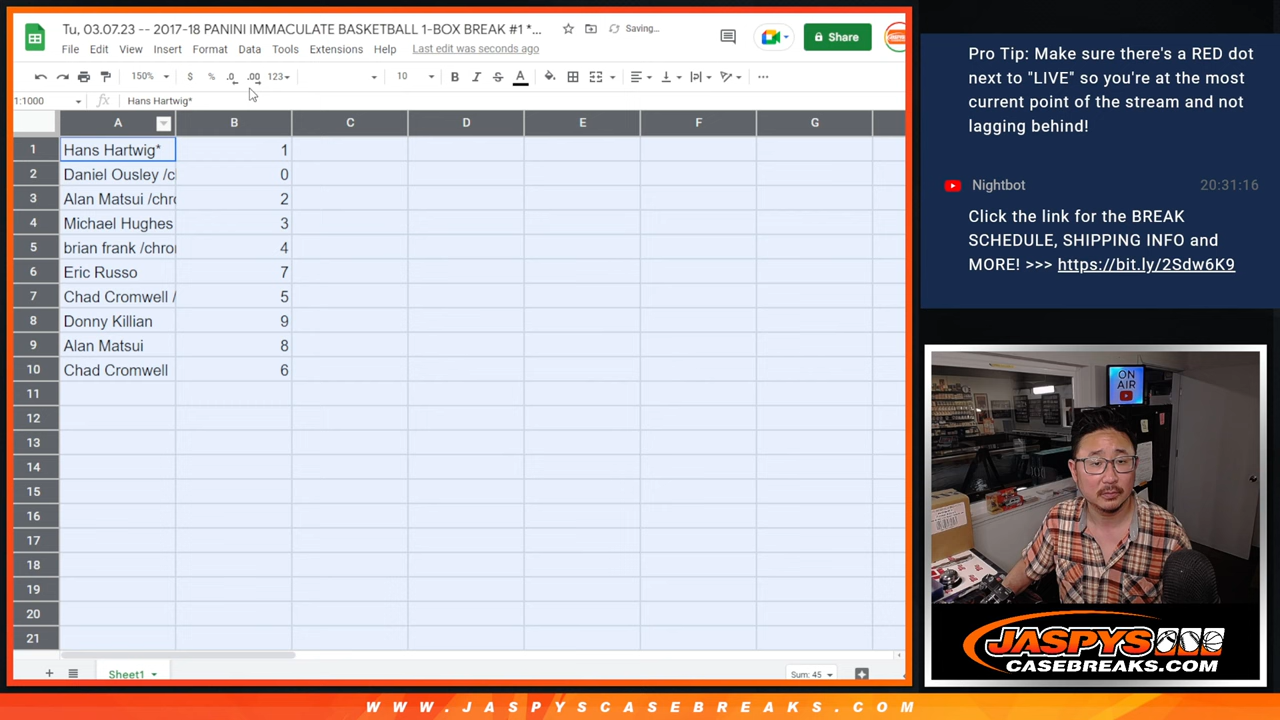 Tu, 03.07.23 -- 2017-18 PANINI IMMACULATE BASKETBALL 1-BOX BREAK #1 *...
Saving...
Share
File Edit View Insert Format Data Tools Extensions Help Last edit was seconds ago
150% $ % .0 .00 123 10 B I S A
1:1000 fx Hans Hartwig*
A B C D E F G
1 Hans Hartwig* 1
2 Daniel Ousley /c 0
3 Alan Matsui /chro 2
4 Michael Hughes 3
5 brian frank /chro 4
6 Eric Russo 7
7 Chad Cromwell / 5
8 Donny Killian 9
9 Alan Matsui 8
10 Chad Cromwell 6
11
12
13
14
15
16
17
18
19
20
21
Sheet1
Sum: 45
Pro Tip: Make sure there's a RED dot
next to "LIVE" so you're at the most
current point of the stream and not
lagging behind!
Nightbot 20:31:16
Click the link for the BREAK
SCHEDULE, SHIPPING INFO and
MORE! >>> https://bit.ly/2Sdw6K9
ON
AIR
JASPYS
CASEBREAKS.COM
WWW.JASPYSCASEBREAKS.COM